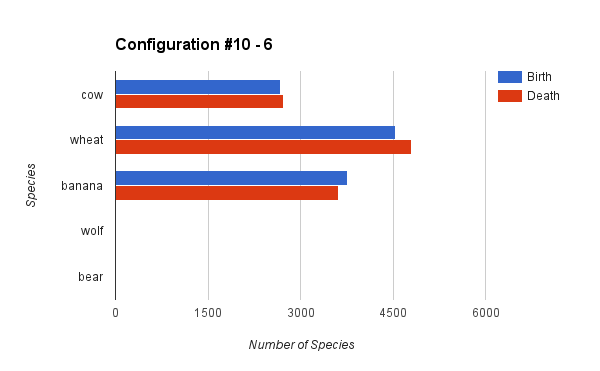 Configuration #10 - 6
Birth
Death
cow
wheat
banana
wolf
bear
Species
0 1500 3000 4500 6000
Number of Species